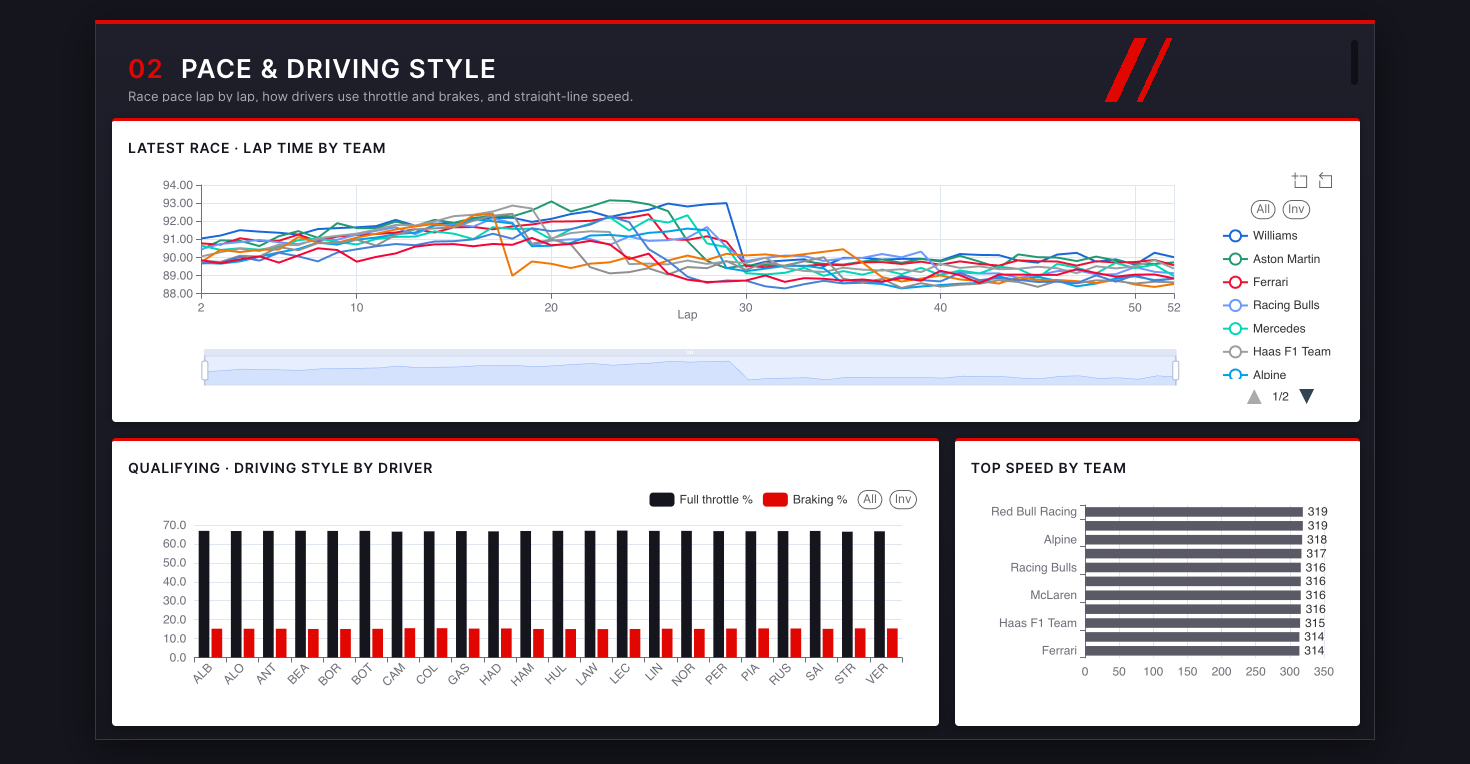 02 PACE & DRIVING STYLE
Race pace lap by lap, how drivers use throttle and brakes, and straight-line speed.
LATEST RACE · LAP TIME BY TEAM
94.00
93.00
92.00
91.00
90.00
89.00
88.00
2 10 20 30 40 50 52
Lap
All Inv
Williams
Aston Martin
Ferrari
Racing Bulls
Mercedes
Haas F1 Team
Alpine
1/2
QUALIFYING · DRIVING STYLE BY DRIVER
Full throttle % Braking % All Inv
70.0
60.0
50.0
40.0
30.0
20.0
10.0
0.0
ALB ALO ANT BEA BOR BOT CAM COL GAS HAD HAM HUL LAW LEC LIN NOR PER PIA RUS SAI STR VER
TOP SPEED BY TEAM
Red Bull Racing 319
319
Alpine 318
317
Racing Bulls 316
316
McLaren 316
316
Haas F1 Team 315
314
Ferrari 314
0 50 100 150 200 250 300 350